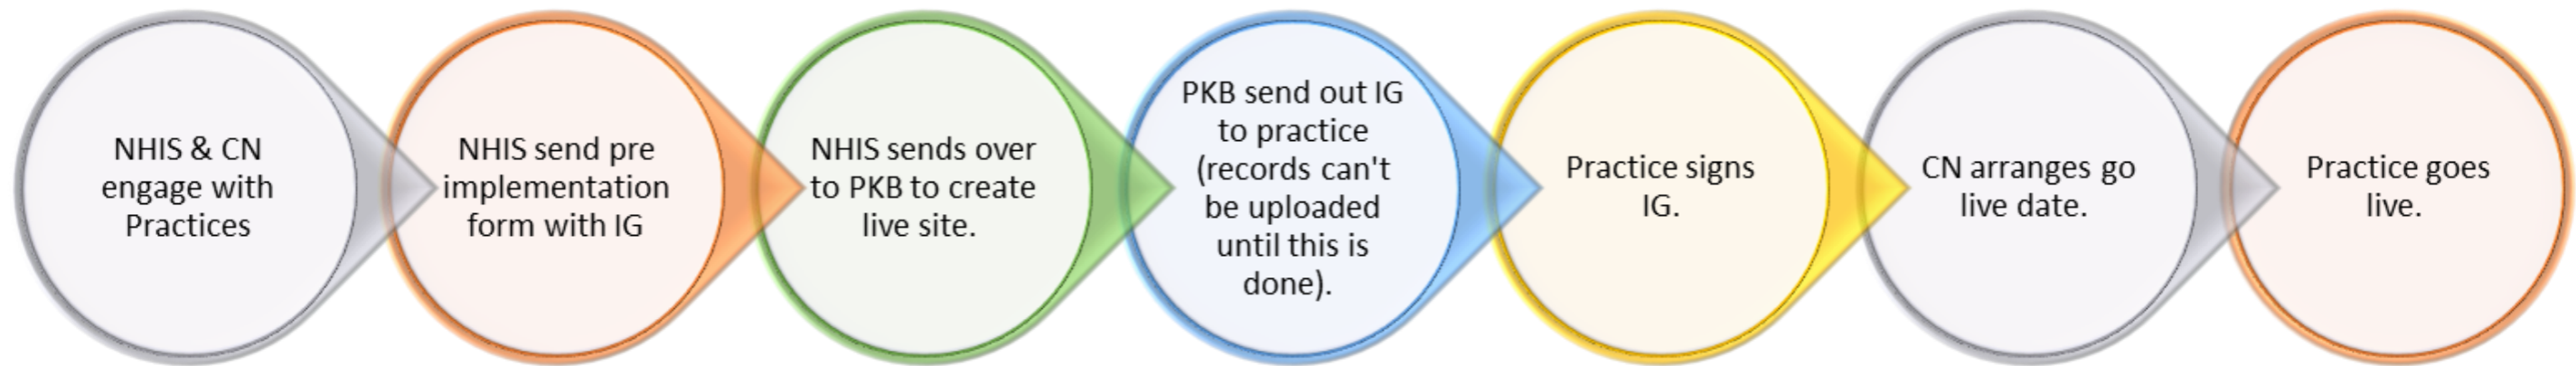 NHIS & CN
engage with
Practices
NHIS send pre
implementation
form with IG
NHIS sends over
to PKB to create
live site.
PKB send out IG
to practice
(records can't
be uploaded
until this is
done).
Practice signs
IG.
CN arranges go
live date.
Practice goes
live.